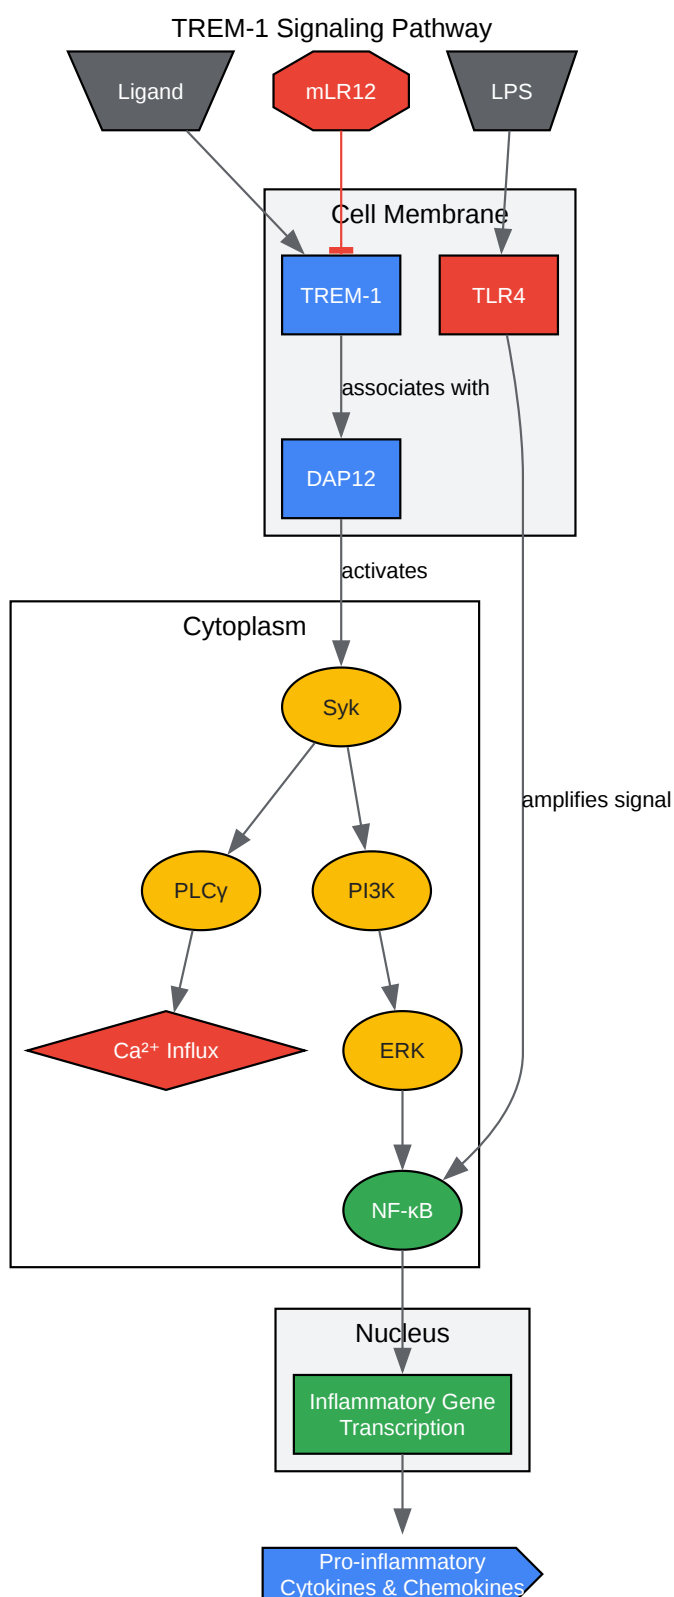 TREM-1 Signaling Pathway
Ligand
mLR12
LPS
Cell Membrane
TREM-1
TLR4
associates with
DAP12
activates
Cytoplasm
Syk
amplifies signal
PLCγ
PI3K
Ca²⁺ Influx
ERK
NF-κB
Nucleus
Inflammatory Gene
Transcription
Pro-inflammatory
Cytokines & Chemokines